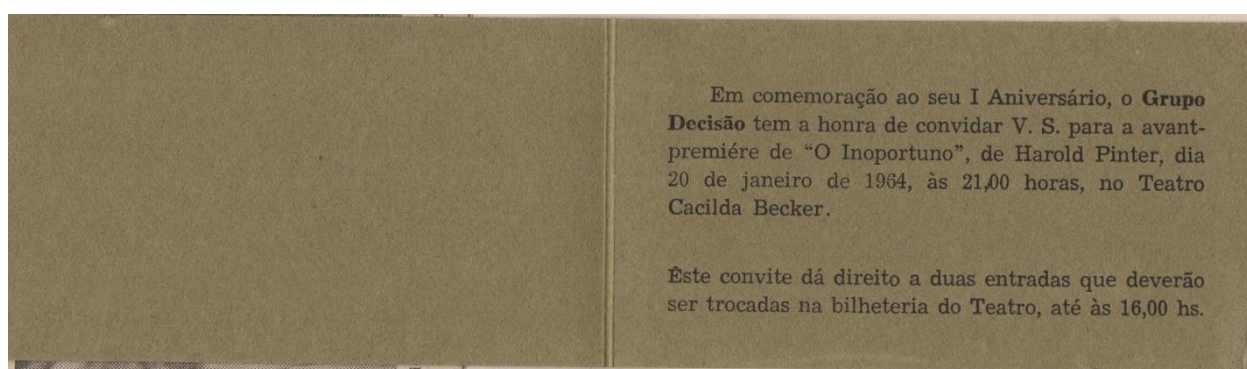 Em comemoração ao seu I Aniversário, o Grupo
Decisão tem a honra de convidar V. S. para a avant-
premiére de “O Inoportuno”, de Harold Pinter, dia
20 de janeiro de 1964, às 21,00 horas, no Teatro
Cacilda Becker.
Êste convite dá direito a duas entradas que deverão
ser trocadas na bilheteria do Teatro, até às 16,00 hs.